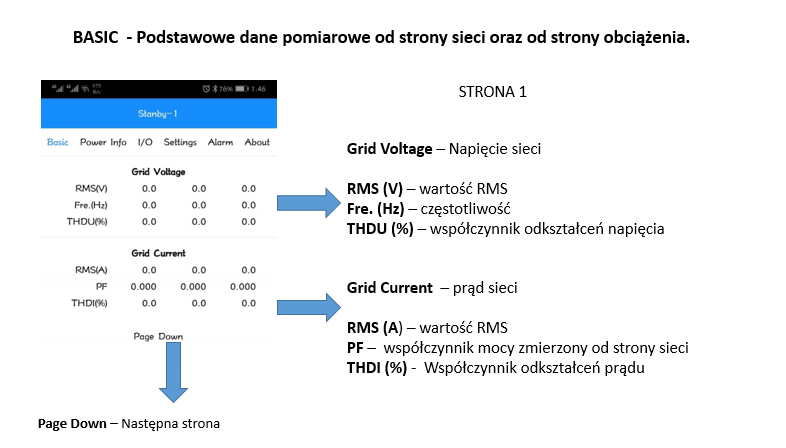 BASIC - Podstawowe dane pomiarowe od strony sieci oraz od strony obciążenia.
STRONA 1
76% 1:46
Stanby-1
Basic Power Info I/O Settings Alarm About
Grid Voltage
RMS(V) 0.0 0.0 0.0
Fre.(Hz) 0.0 0.0 0.0
THDU(%) 0.0 0.0 0.0
Grid Current
RMS(A) 0.0 0.0 0.0
PF 0.000 0.000 0.000
THDI(%) 0.0 0.0 0.0
Page Down
Grid Voltage – Napięcie sieci
RMS (V) – wartość RMS
Fre. (Hz) – częstotliwość
THDU (%) – współczynnik odkształceń napięcia
Grid Current – prąd sieci
RMS (A) – wartość RMS
PF – współczynnik mocy zmierzony od strony sieci
THDI (%) - Współczynnik odkształceń prądu
Page Down – Następna strona